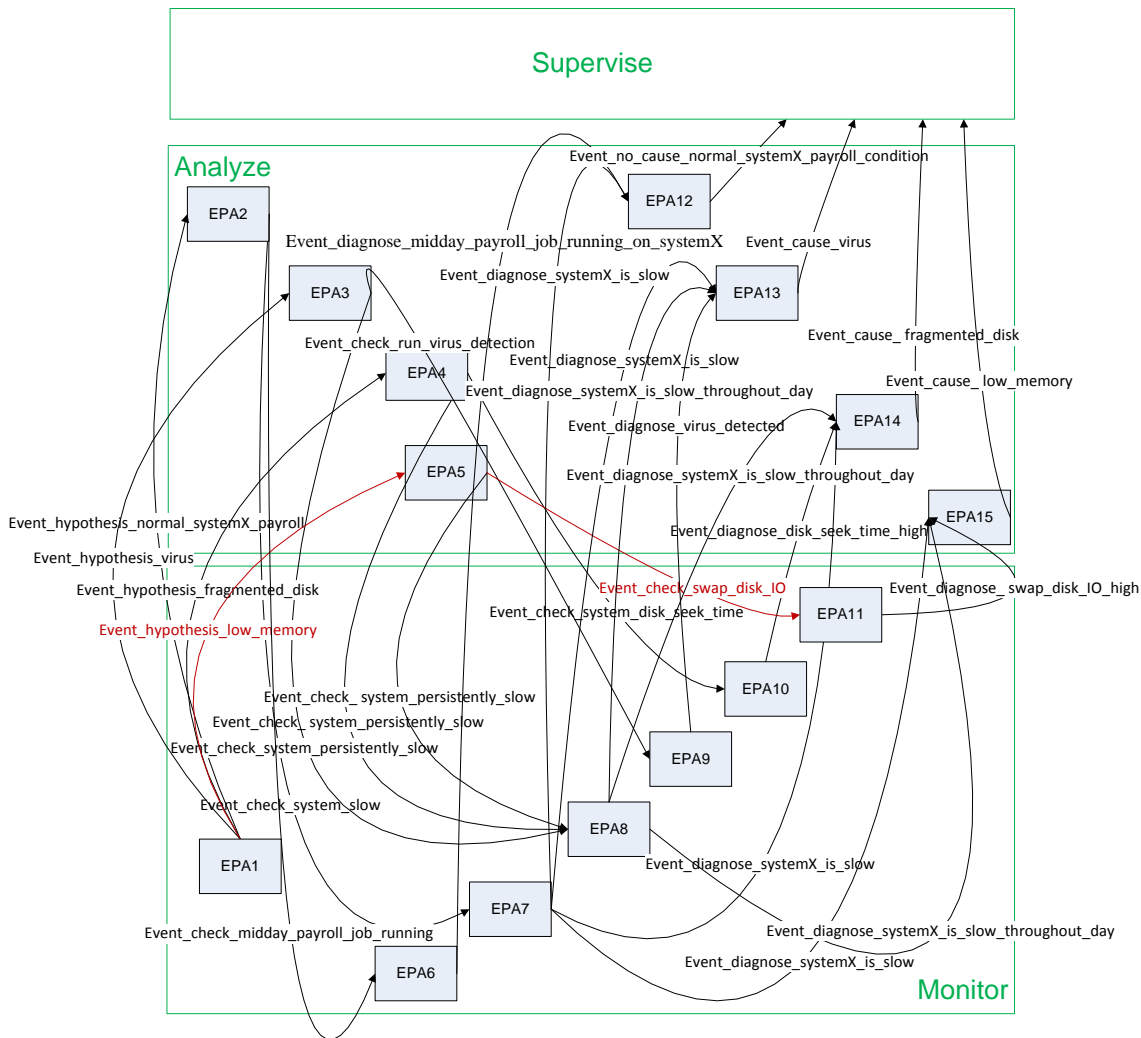 Supervise
Analyze
Event_no_cause_normal_systemX_payroll_condition
EPA2
EPA12
Event_diagnose_midday_payroll_job_running_on_systemX
Event_cause_virus
Event_diagnose_systemX_is_slow
EPA3
EPA13
Event_cause_ fragmented_disk
Event_check_run_virus_detection
Event_diagnose_systemX_is_slow
EPA4
Event_cause_ low_memory
Event_diagnose_systemX_is_slow_throughout_day
EPA14
Event_diagnose_virus_detected
EPA5
Event_diagnose_systemX_is_slow_throughout_day
EPA15
Event_hypothesis_normal_systemX_payroll
Event_diagnose_disk_seek_time_high
Event_hypothesis_virus
Event_hypothesis_fragmented_disk
Event_check_swap_disk_IO
Event_diagnose_ swap_disk_IO_high
EPA11
Event_check_system_disk_seek_time
Event_hypothesis_low_memory
EPA10
Event_check_ system_persistently_slow
Event_check_ system_persistently_slow
Event_check_system_persistently_slow
EPA9
Event_check_system_slow
EPA8
EPA1
Event_diagnose_systemX_is_slow
EPA7
Event_check_midday_payroll_job_running
Event_diagnose_systemX_is_slow_throughout_day
Event_diagnose_systemX_is_slow
EPA6
Monitor